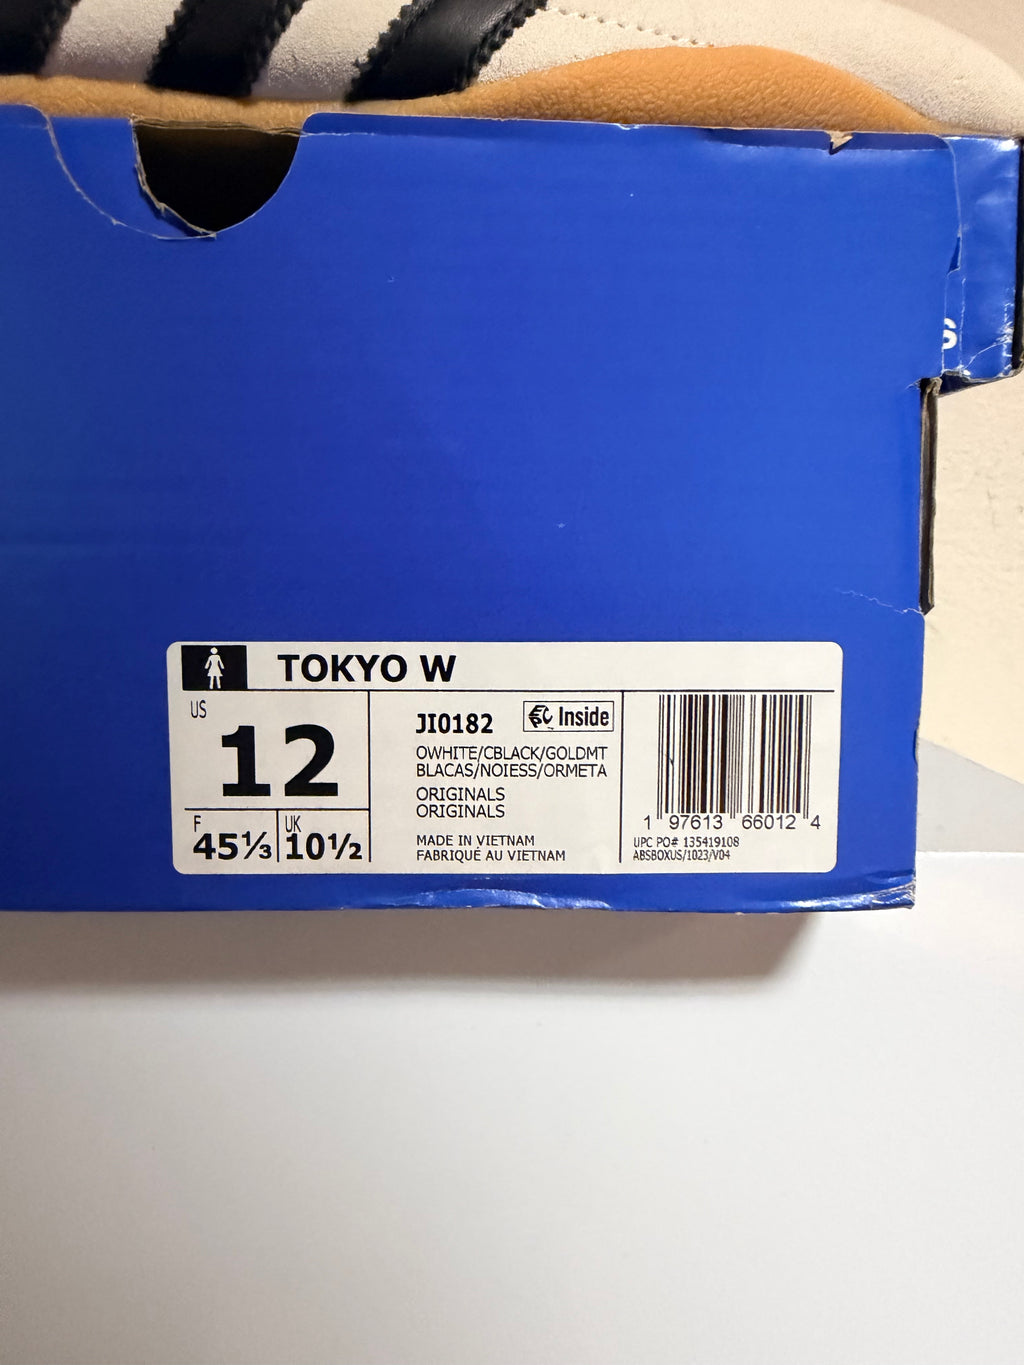 s
TOKYO W
US
12
F
45⅓
UK
10½
JI0182
Inside
OWHITE/CBLACK/GOLDMT
BLACAS/NOIESS/ORMETA
ORIGINALS
ORIGINALS
MADE IN VIETNAM
FABRIQUÉ AU VIETNAM
1 97613 66012 4
UPC PO# 135419108
ABSBOXUS/1023/V04